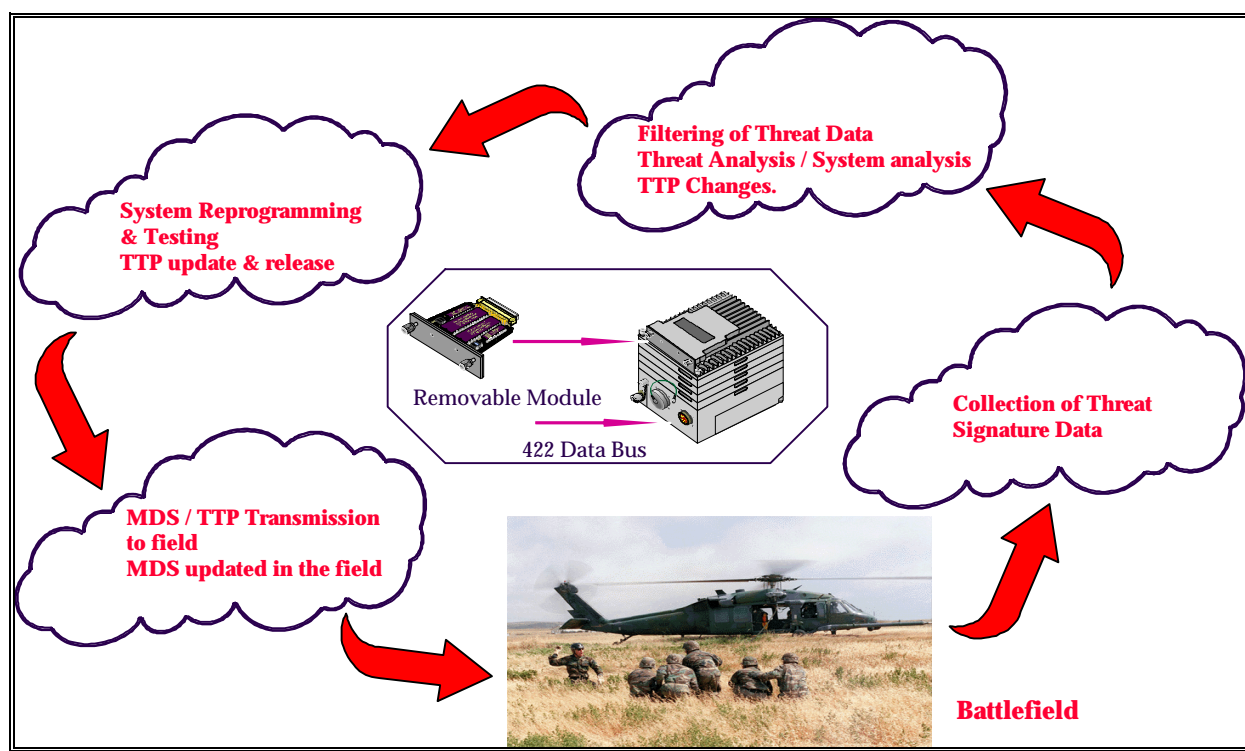 Filtering of Threat Data
Threat Analysis / System analysis
TTP Changes.
System Reprogramming
& Testing
TTP update & release
Removable Module
422 Data Bus
Collection of Threat
Signature Data
MDS / TTP Transmission
to field
MDS updated in the field
Battlefield